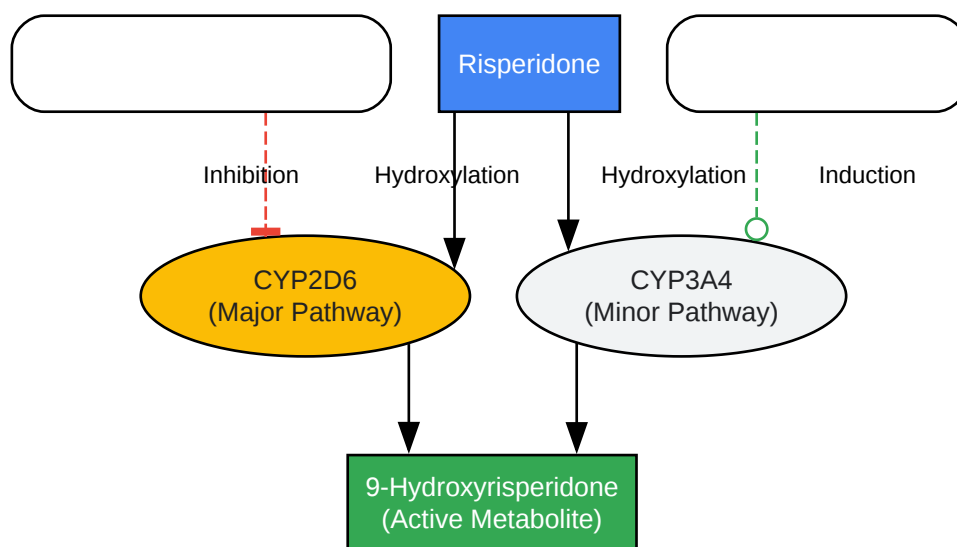 Risperidone
Inhibition
Hydroxylation
Hydroxylation
Induction
CYP2D6
(Major Pathway)
CYP3A4
(Minor Pathway)
9-Hydroxyrisperidone
(Active Metabolite)